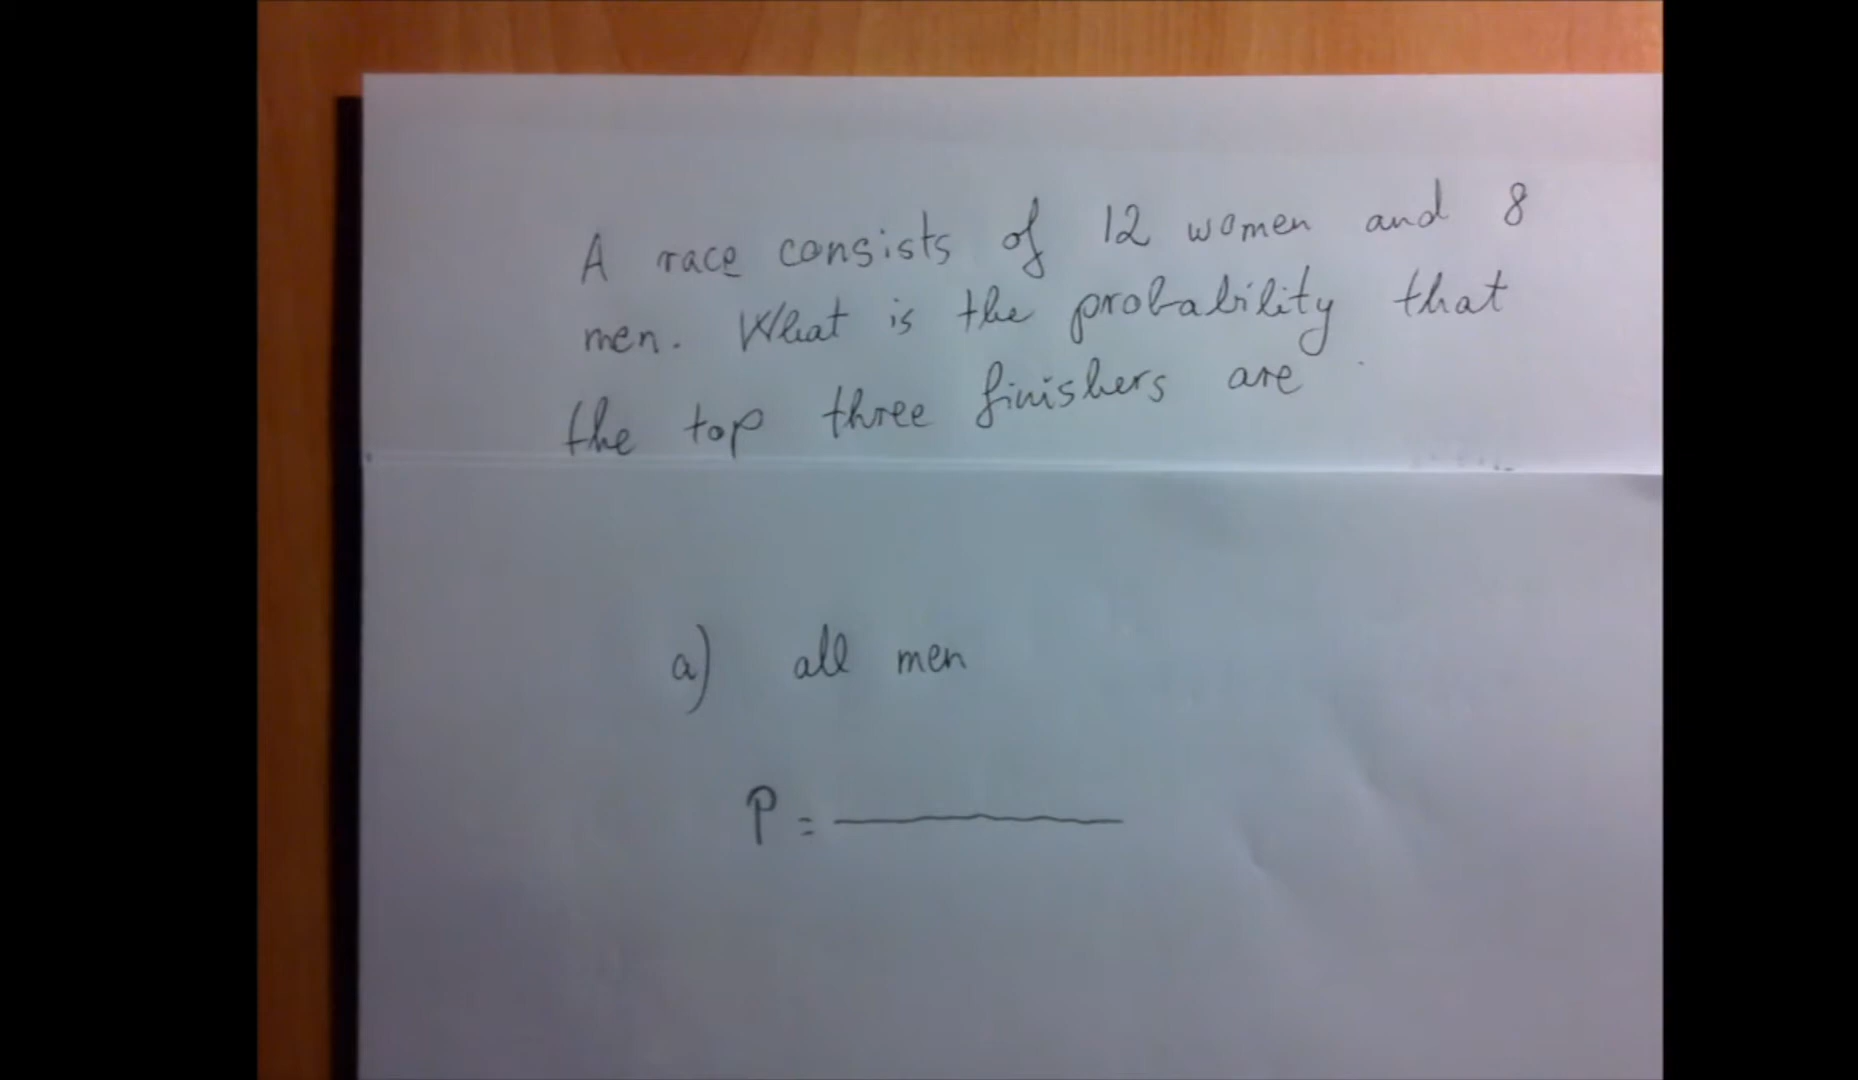 A race consists of 12 women and 8
men. What is the probability that
the top three finishers are
a) all men
P =